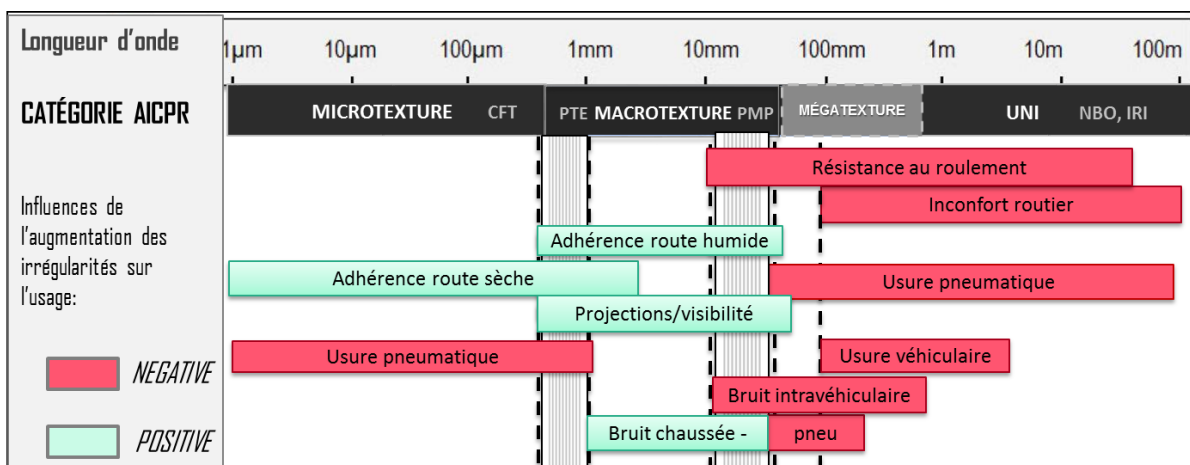 Longueur d'onde
1µm 10µm 100µm 1mm 10mm 100mm 1m 10m 100m
CATÉGORIE AICPR
MICROTEXTURE CFT PTE MACROTEXTURE PMP MÉGATEXTURE UNI NBO, IRI
Résistance au roulement
Influences de
l'augmentation des
irrégularités sur
l'usage:
Inconfort routier
Adhérence route humide
Adhérence route sèche
Usure pneumatique
Projections/visibilité
Usure pneumatique
Usure véhiculaire
NEGATIVE
Bruit intravéhiculaire
Bruit chaussée - pneu
POSITIVE